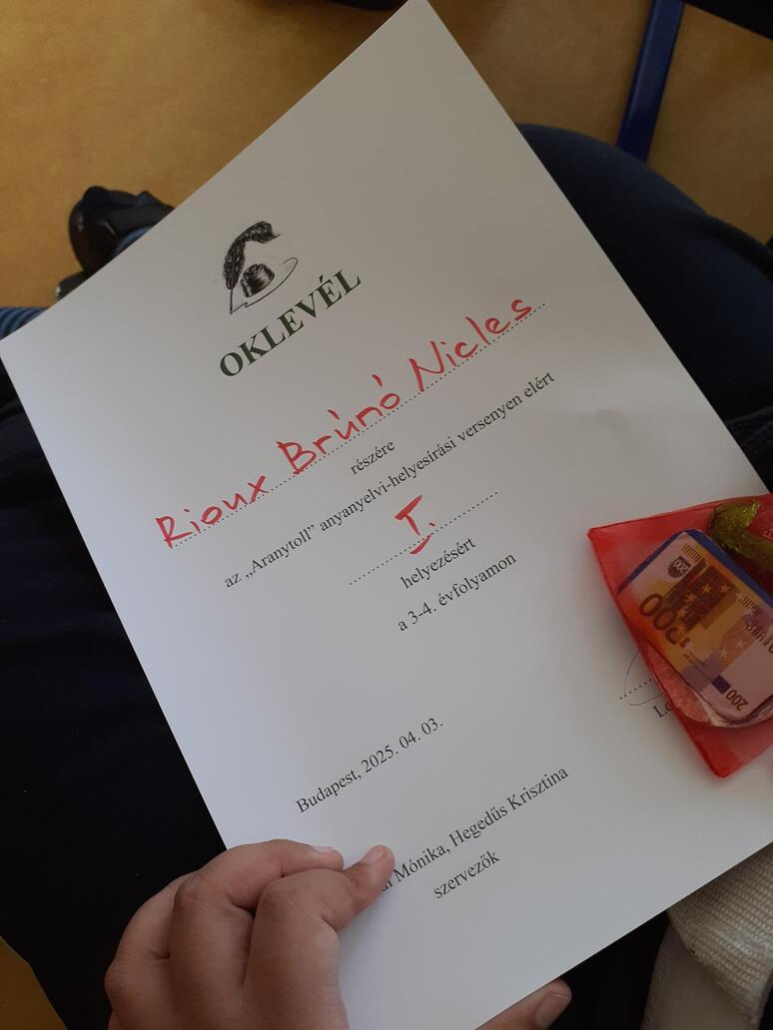 OKLEVÉL
Rioux Brúnó Nicles
részére
az „Aranytoll” anyanyelvi-helyesírási versenyen elért
I.
helyezésért
a 3-4. évfolyamon
Budapest, 2025. 04. 03.
Mónika, Hegedűs Krisztina
szervezők
200
200